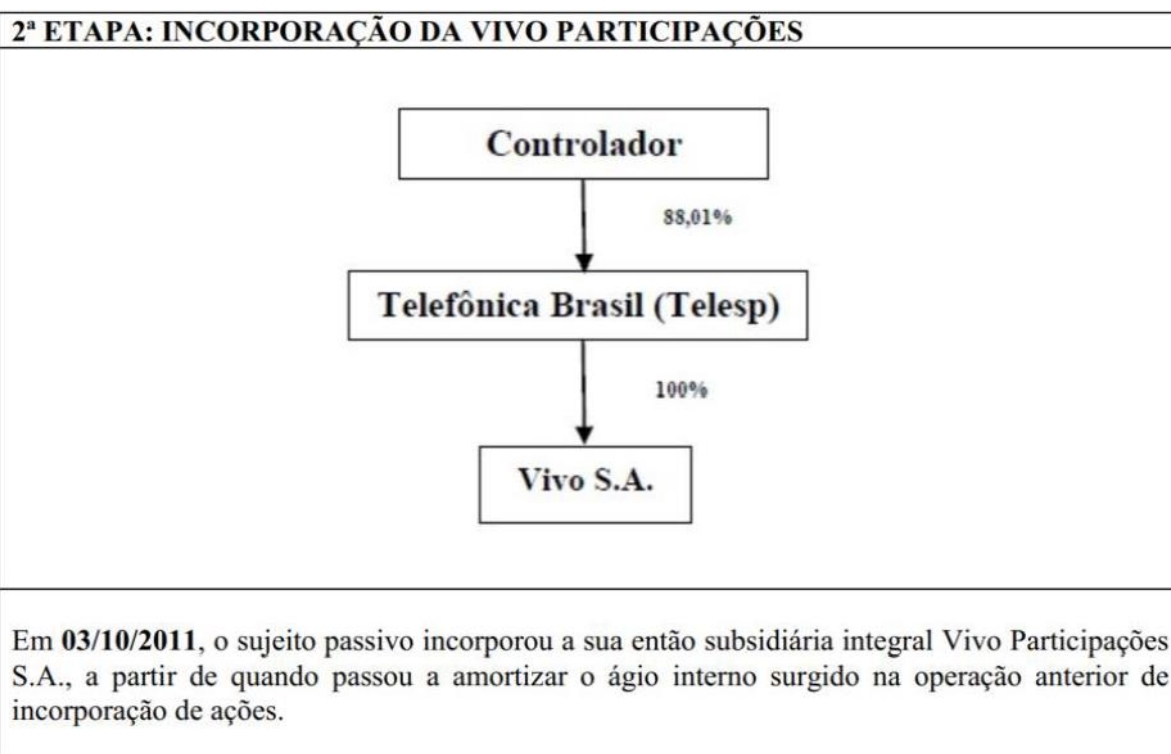 2ª ETAPA: INCORPORAÇÃO DA VIVO PARTICIPAÇÕES
Controlador
88,01%
Telefônica Brasil (Telesp)
100%
Vivo S.A.
Em 03/10/2011, o sujeito passivo incorporou a sua então subsidiária integral Vivo Participações
S.A., a partir de quando passou a amortizar o ágio interno surgido na operação anterior de
incorporação de ações.